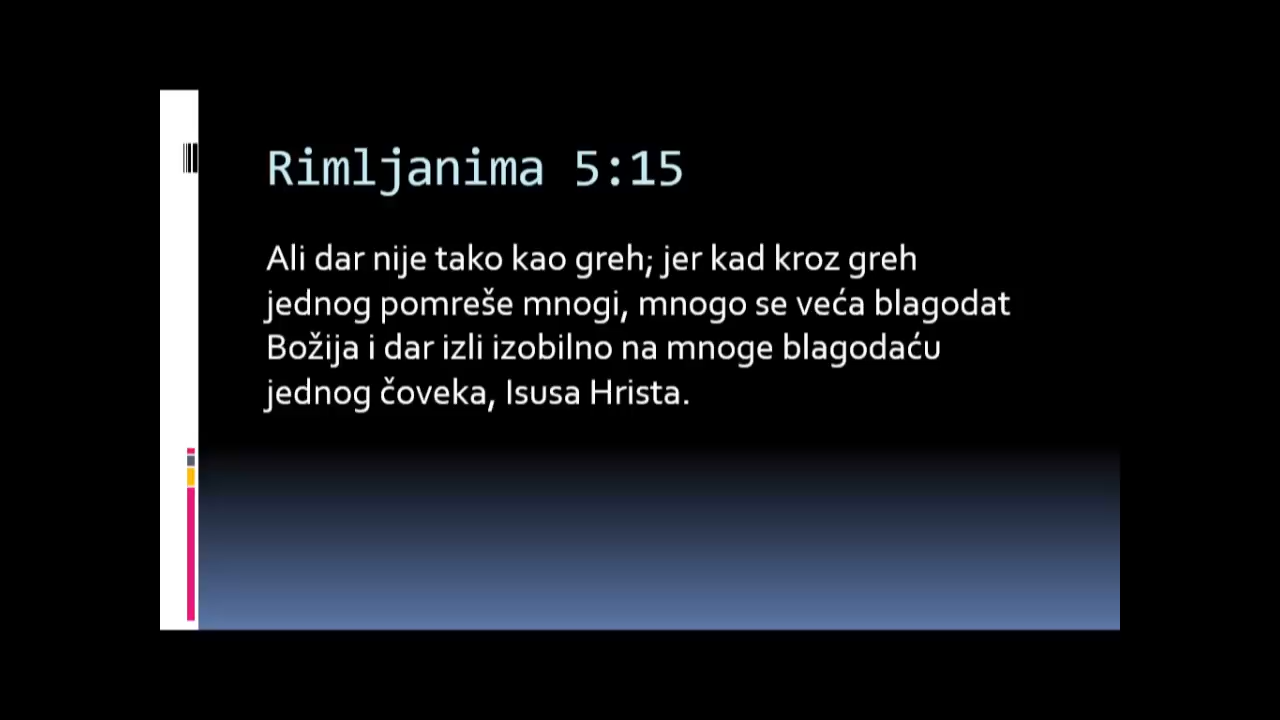 Rimljanima 5:15
Ali dar nije tako kao greh; jer kad kroz greh
jednog pomreše mnogi, mnogo se veća blagodat
Božija i dar izli izobilno na mnoge blagodaću
jednog čoveka, Isusa Hrista.